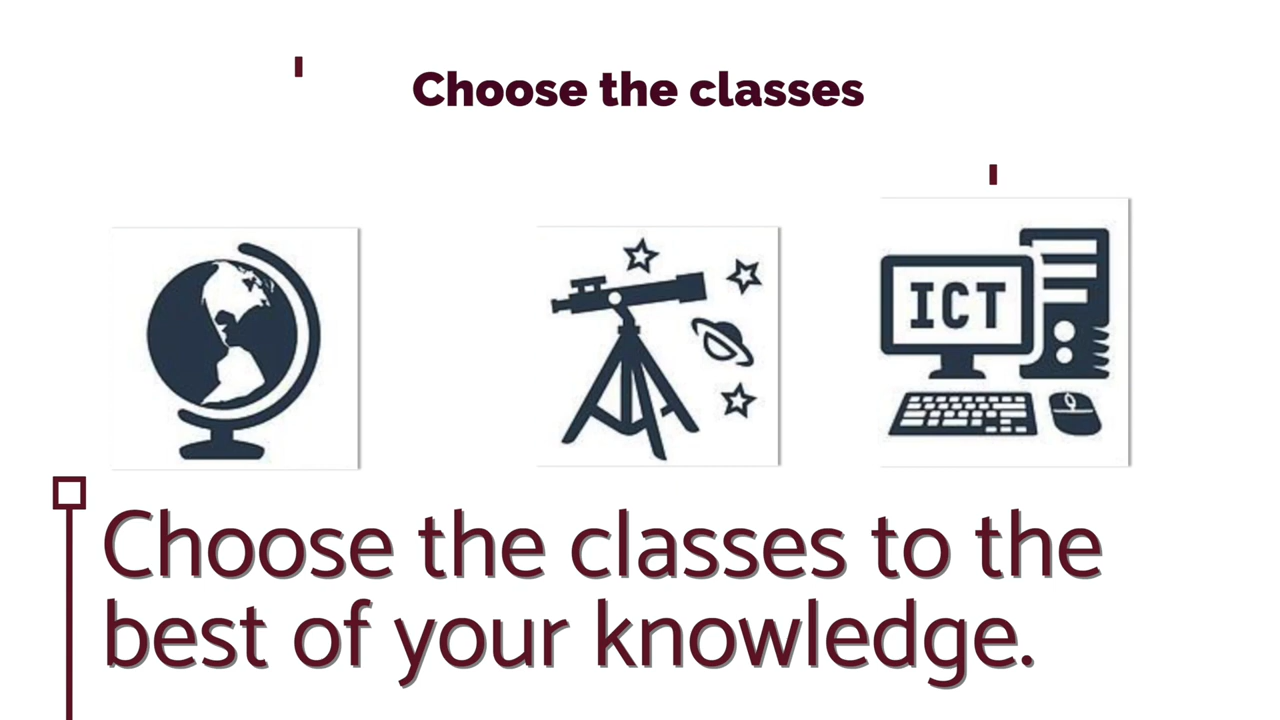 Choose the classes
ICT
Choose the classes to the
best of your knowledge.